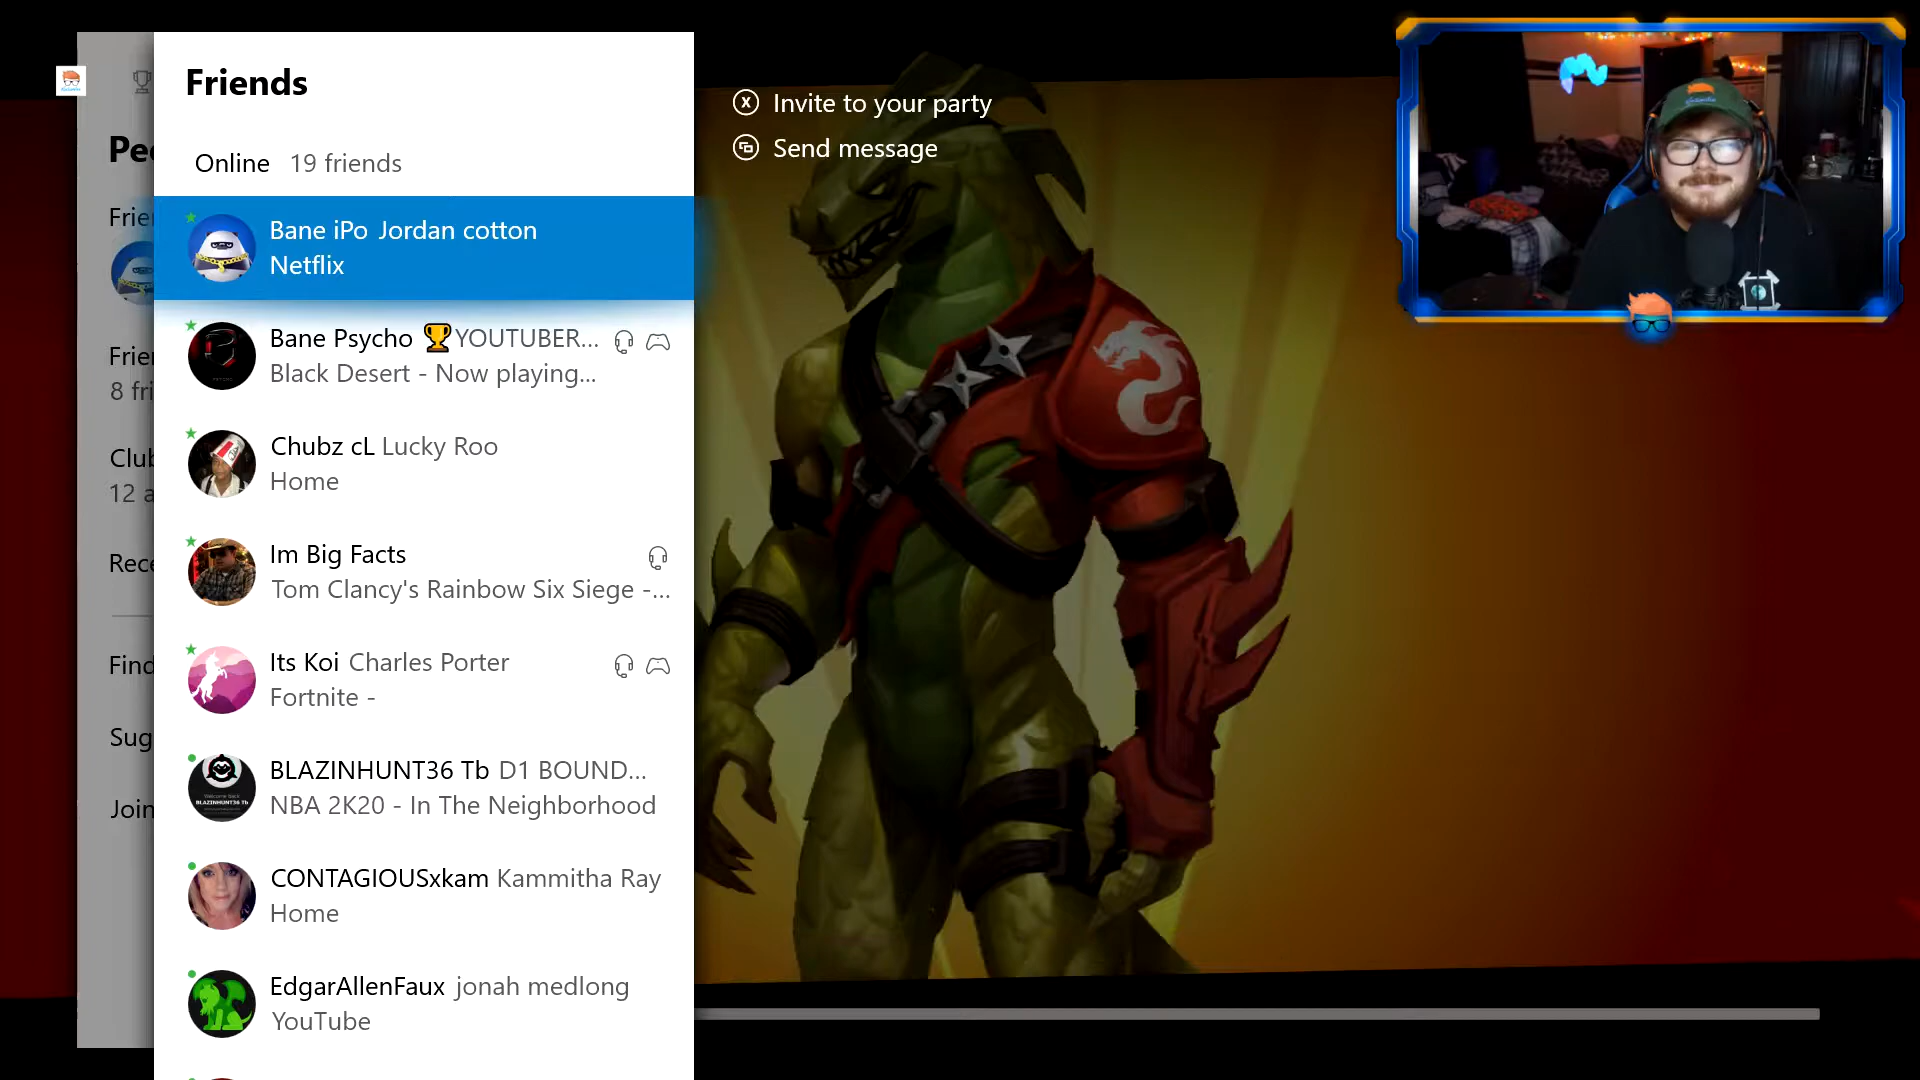 Friends
Online 19 friends
Bane iPo Jordan cotton
Netflix
Bane Psycho 🏆YOUTUBER...
Black Desert - Now playing...
Chubz cL Lucky Roo
Home
Im Big Facts
Tom Clancy's Rainbow Six Siege -...
Its Koi Charles Porter
Fortnite -
BLAZINHUNT36 Tb D1 BOUND...
NBA 2K20 - In The Neighborhood
CONTAGIOUSxkam Kammitha Ray
Home
EdgarAllenFaux jonah medlong
YouTube
X Invite to your party
Send message
8 fri
12 a